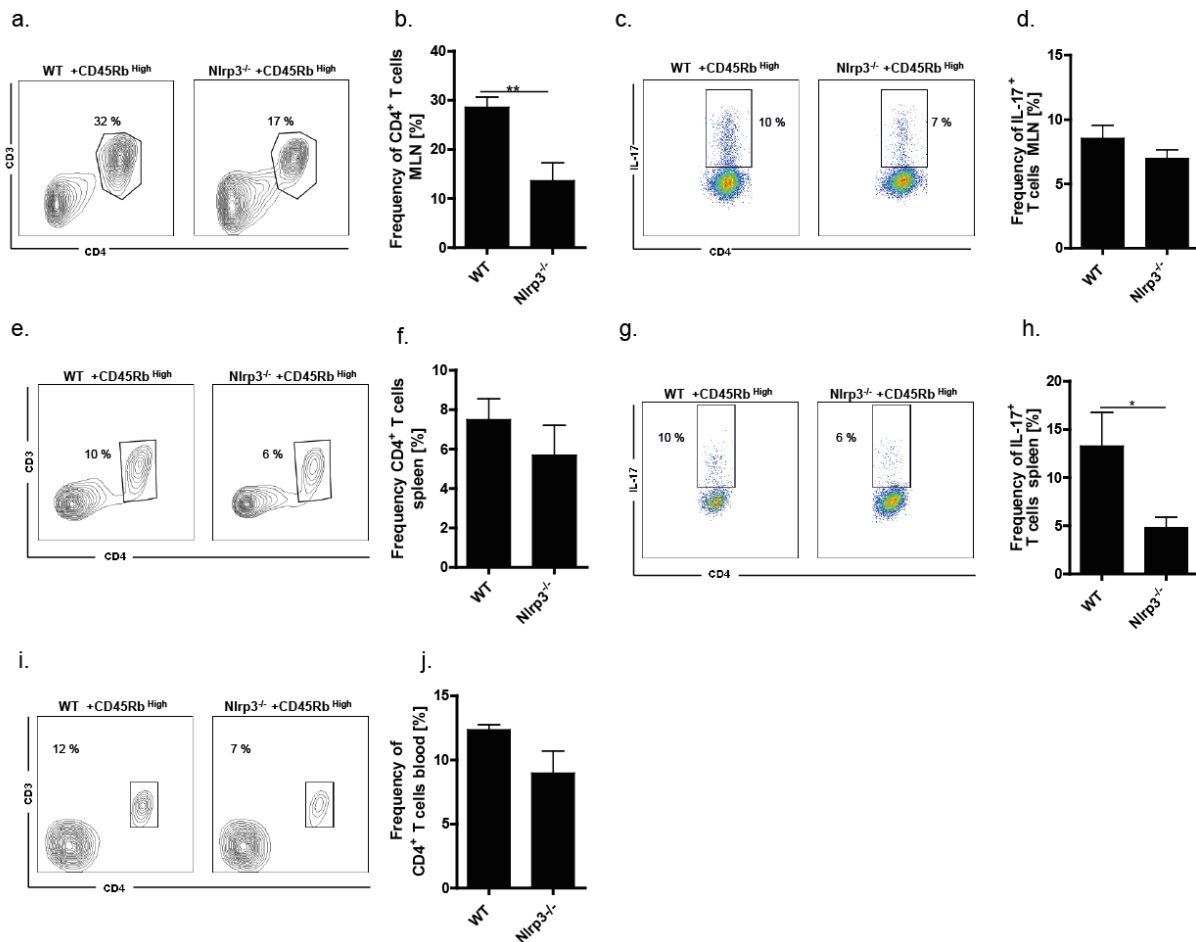 a.
WT +CD45Rb High
Nlrp3-/- +CD45Rb High
32 %
17 %
CD3
CD4
b.
Frequency of CD4+ T cells
MLN [%]
40
30
20
10
0
**
WT
Nlrp3-/-
c.
WT +CD45Rb High
Nlrp3-/- +CD45Rb High
10 %
7 %
IL-17
CD4
d.
Frequency of IL-17+
T cells MLN [%]
15
10
5
0
WT
Nlrp3-/-
e.
WT +CD45Rb High
Nlrp3-/- +CD45Rb High
10 %
6 %
CD3
CD4
f.
Frequency CD4+ T cells
spleen [%]
10
8
6
4
2
0
WT
Nlrp3-/-
g.
WT +CD45Rb High
Nlrp3-/- +CD45Rb High
10 %
6 %
IL-17
CD4
h.
Frequency of IL-17+
T cells spleen [%]
20
15
10
5
0
*
WT
Nlrp3-/-
i.
WT +CD45Rb High
Nlrp3-/- +CD45Rb High
12 %
7 %
CD3
CD4
j.
Frequency of
CD4+ T cells blood [%]
15
10
5
0
WT
Nlrp3-/-